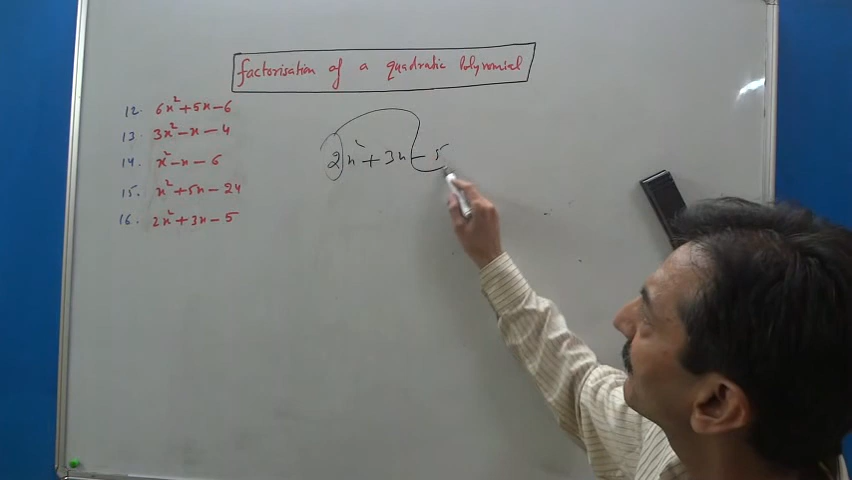 Factorisation of a quadratic Polynomial
12. 6x²+5x-6
13. 3x²-x-4
14. x²-x-6
15. x²+5x-24
16. 2x²+3x-5
2x²+3x-5